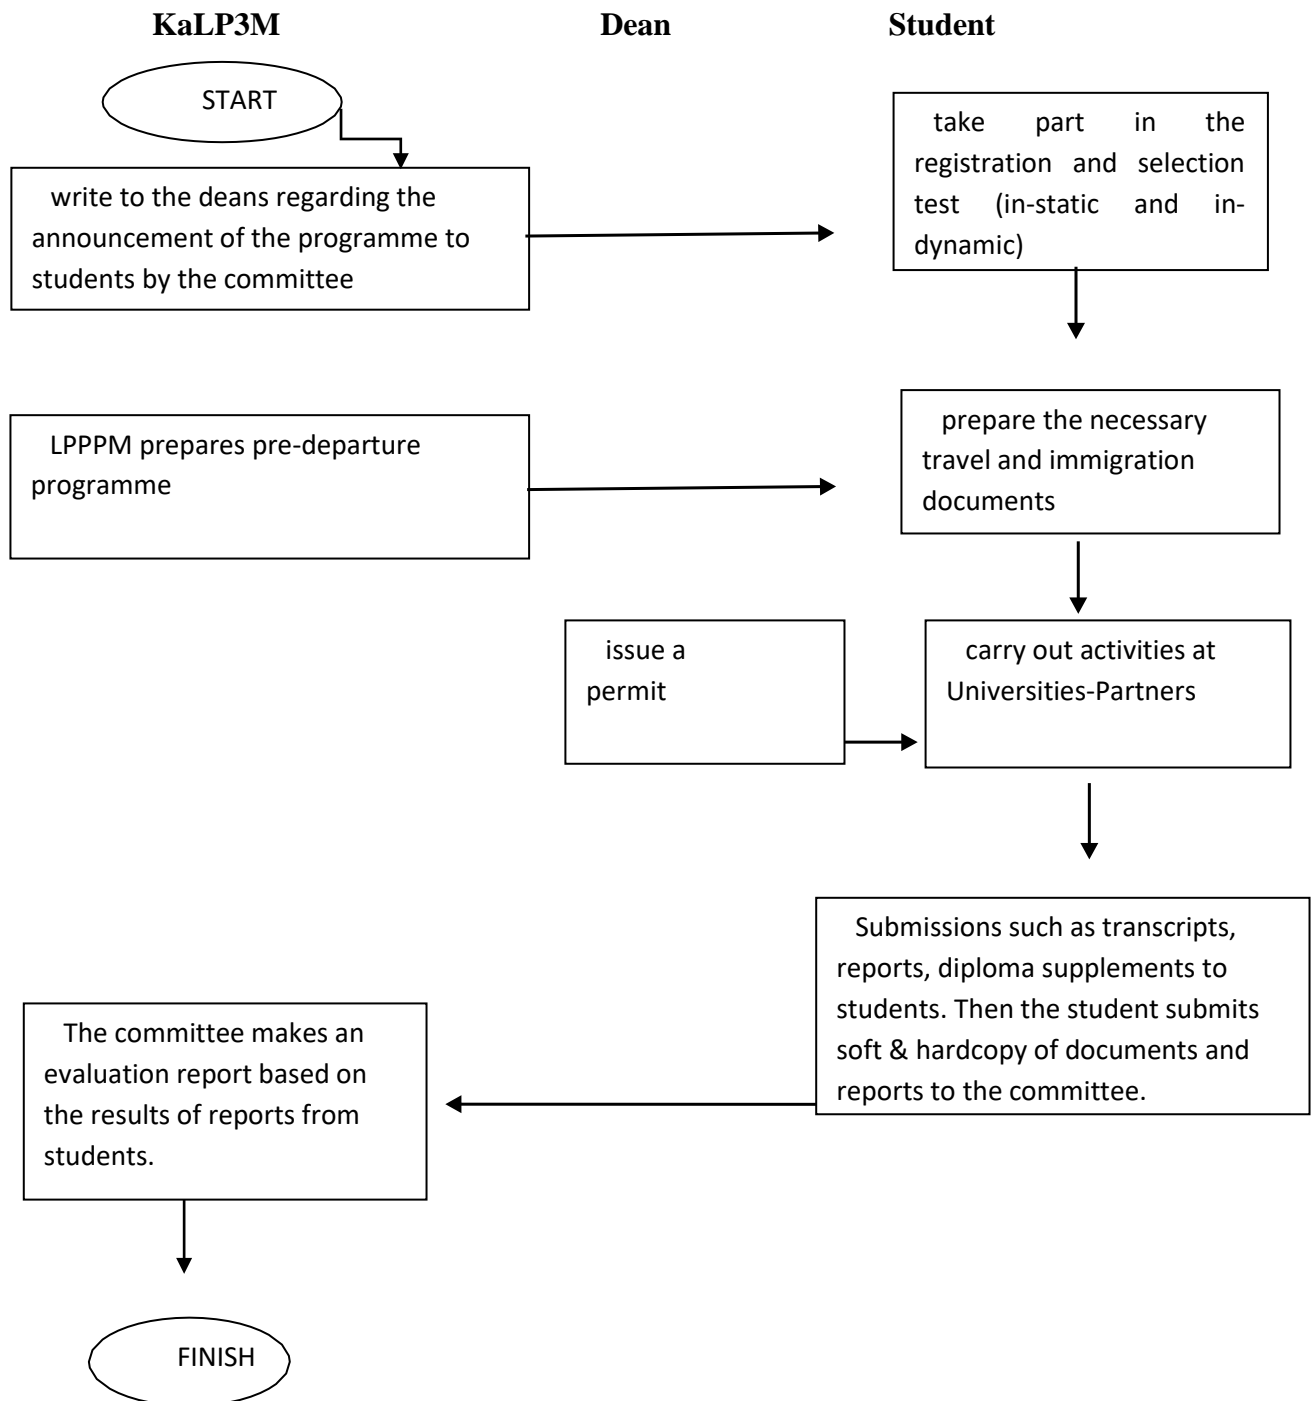 KaLP3M Dean Student
START
take part in the
registration and selection
test (in-static and in-
dynamic)
write to the deans regarding the
announcement of the programme to
students by the committee
LPPPM prepares pre-departure
programme
prepare the necessary
travel and immigration
documents
issue a
permit
carry out activities at
Universities-Partners
Submissions such as transcripts,
reports, diploma supplements to
students. Then the student submits
soft & hardcopy of documents and
reports to the committee.
The committee makes an
evaluation report based on
the results of reports from
students.
FINISH